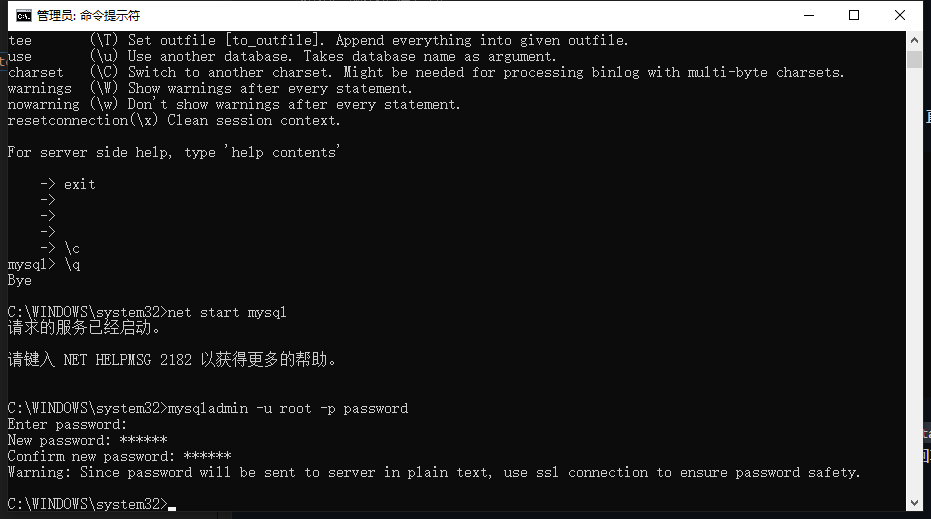 管理员: 命令提示符
tee       (\T) Set outfile [to_outfile]. Append everything into given outfile.
use       (\u) Use another database. Takes database name as argument.
charset   (\C) Switch to another charset. Might be needed for processing binlog with multi-byte charsets.
warnings  (\W) Show warnings after every statement.
nowarning (\w) Don't show warnings after every statement.
resetconnection(\x) Clean session context.
For server side help, type 'help contents'
    -> exit
    ->
    ->
    ->
    -> \c
mysql> \q
Bye
C:\WINDOWS\system32>net start mysql
请求的服务已经启动。
请键入 NET HELPMSG 2182 以获得更多的帮助。
C:\WINDOWS\system32>mysqladmin -u root -p password
Enter password:
New password: ******
Confirm new password: ******
Warning: Since password will be sent to server in plain text, use ssl connection to ensure password safety.
C:\WINDOWS\system32>